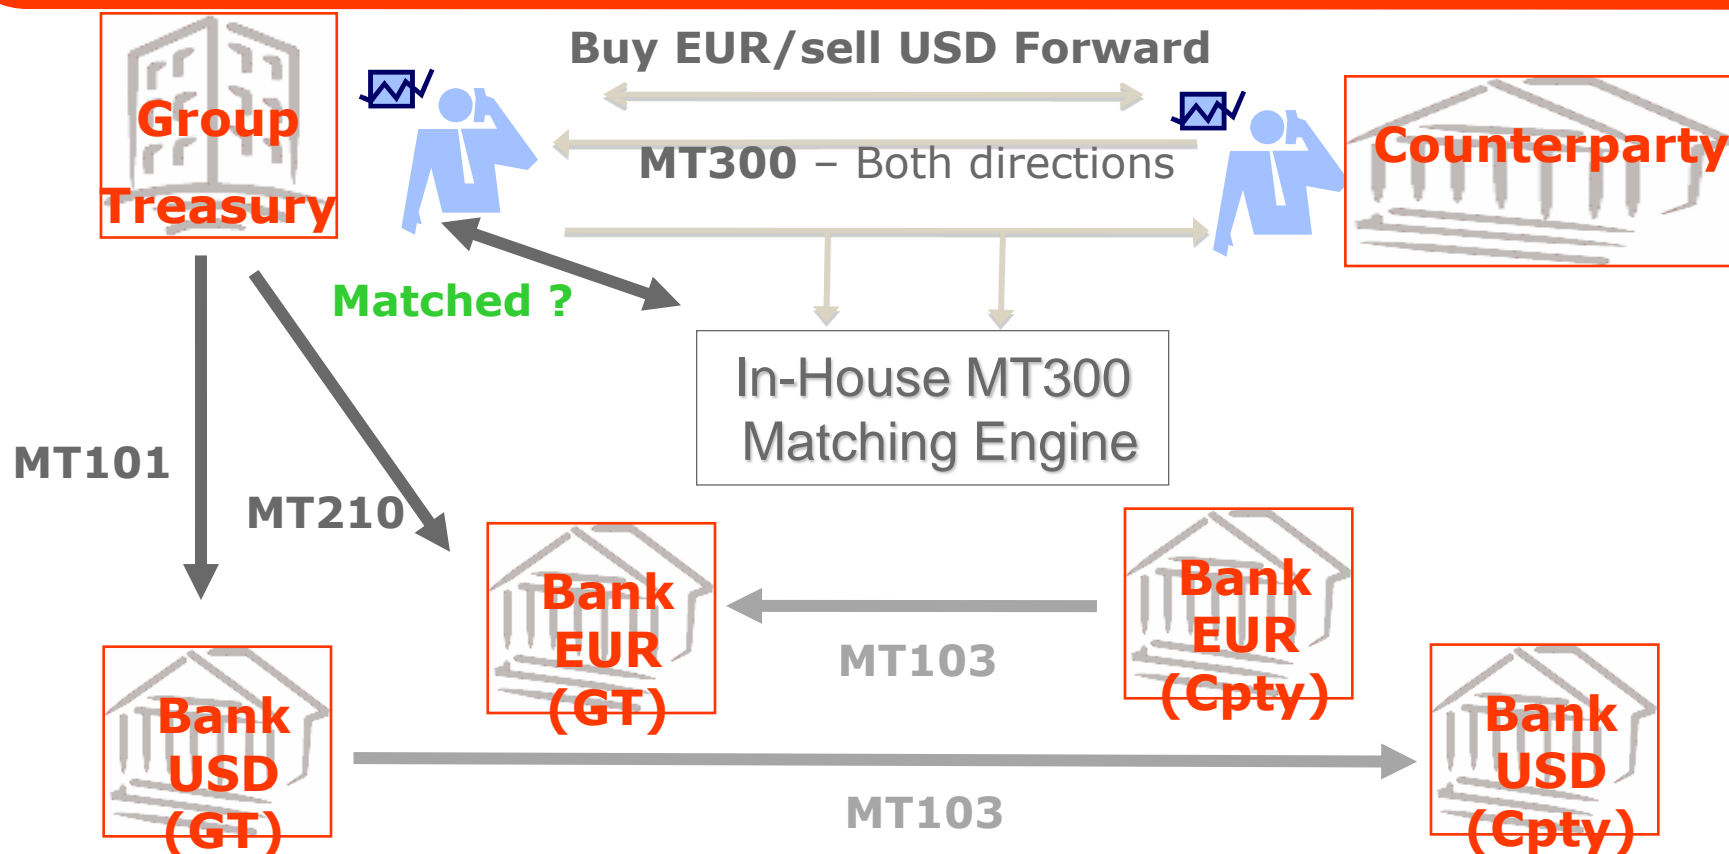 Buy EUR/sell USD Forward
Group
Treasury
Counterparty
MT300 – Both directions
Matched ?
In-House MT300
Matching Engine
MT101
MT210
Bank
EUR
(GT)
MT103
Bank
EUR
(Cpty)
Bank
USD
(GT)
MT103
Bank
USD
(Cpty)